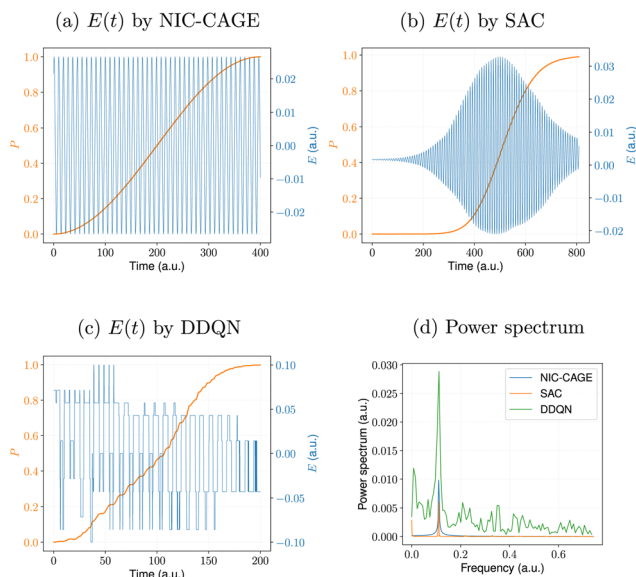 (a) E(t) by NIC-CAGE
(b) E(t) by SAC
1.0
0.8
0.6
0.4
0.2
0.0
P
0.02
0.01
0.00
−0.01
−0.02
E (a.u.)
0 100 200 300 400
Time (a.u.)
1.0
0.8
0.6
0.4
0.2
0.0
P
0.03
0.02
0.01
0.00
−0.01
−0.02
E (a.u.)
0 200 400 600 800
Time (a.u.)
(c) E(t) by DDQN
(d) Power spectrum
1.0
0.8
0.6
0.4
0.2
0.0
P
0.10
0.05
0.00
−0.05
−0.10
E (a.u.)
0 50 100 150 200
Time (a.u.)
0.030
0.025
0.020
0.015
0.010
0.005
0.000
Power spectrum (a.u.)
NIC-CAGE
SAC
DDQN
0.0 0.2 0.4 0.6
Frequency (a.u.)